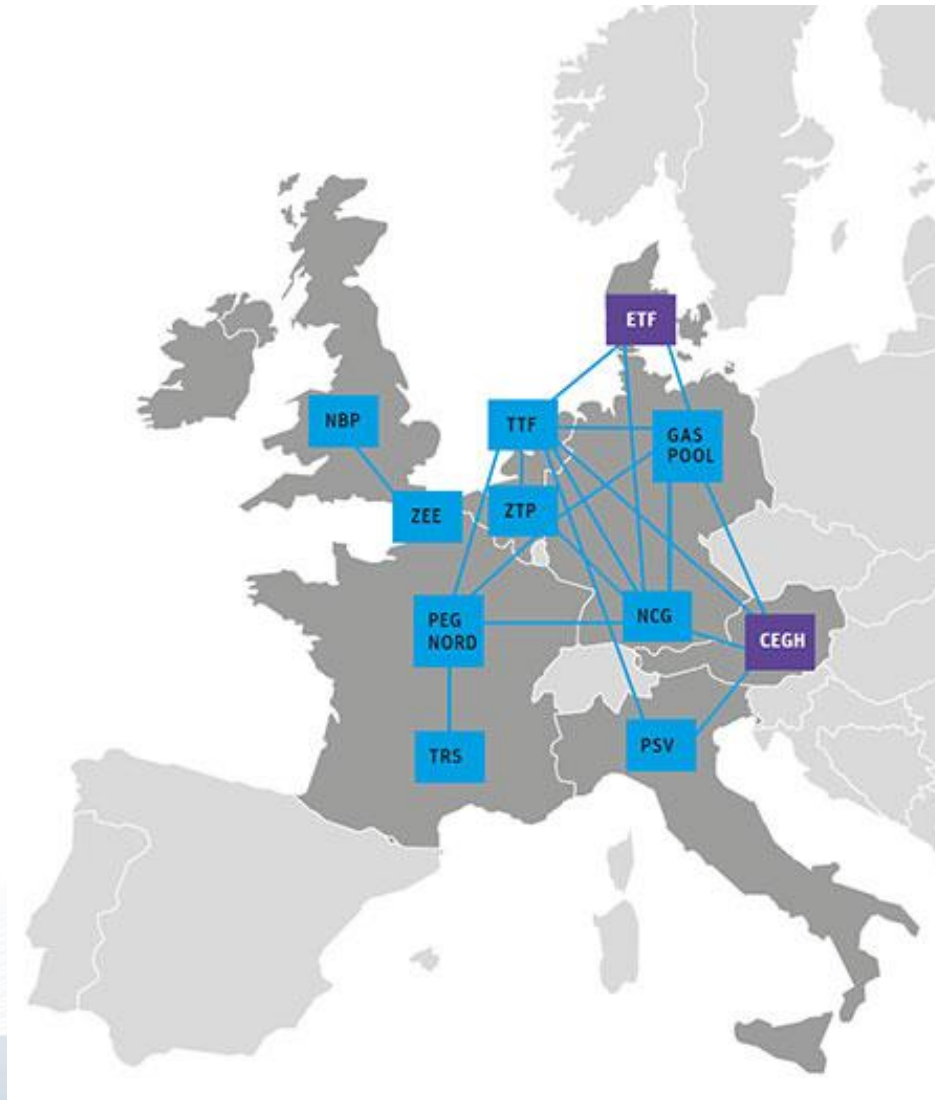 ETF
NBP
TTF
GAS
POOL
ZEE
ZTP
PEG
NORD
NCG
CEGH
TRS
PSV